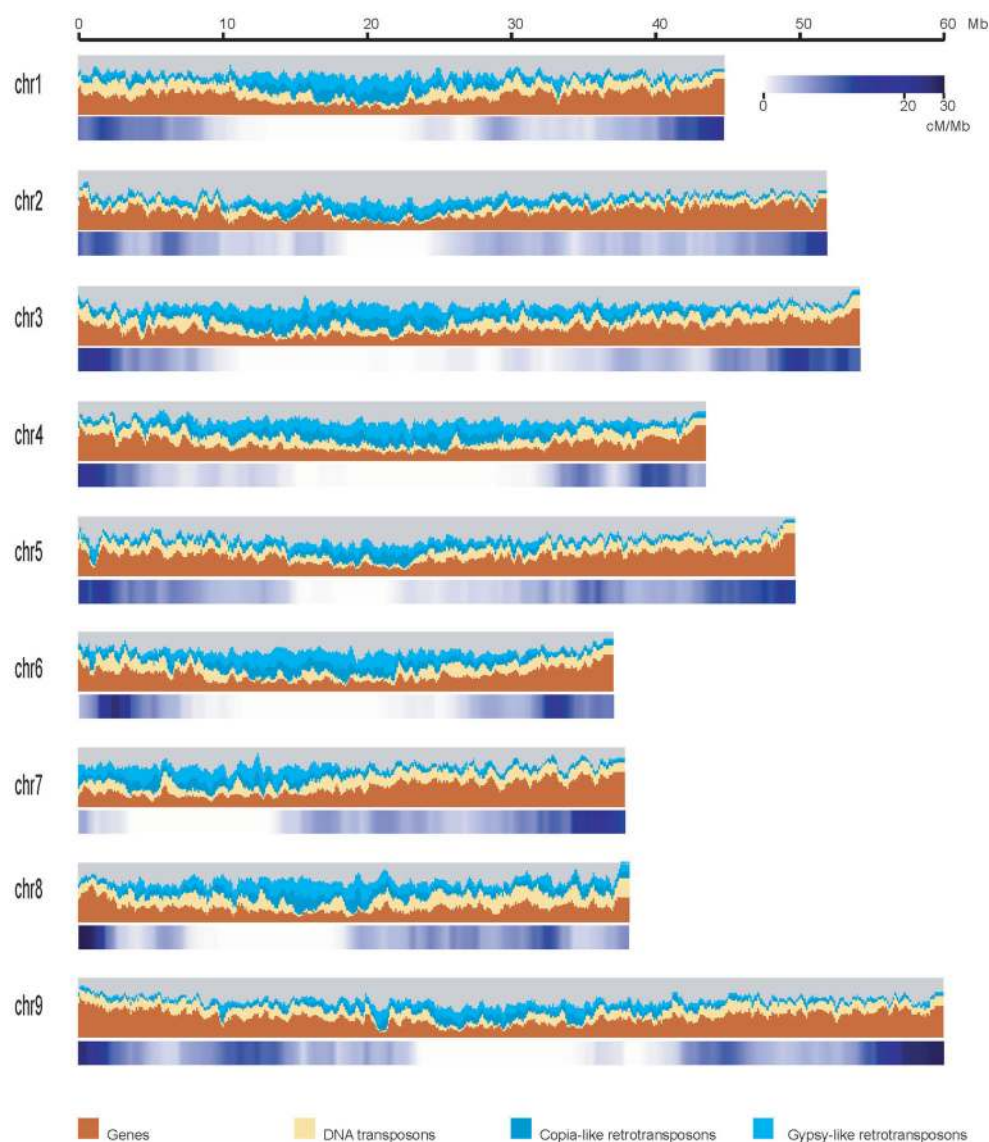 0 10 20 30 40 50 60 Mb
chr1
0 20 30
cM/Mb
chr2
chr3
chr4
chr5
chr6
chr7
chr8
chr9
Genes DNA transposons Copia-like retrotransposons Gypsy-like retrotransposons